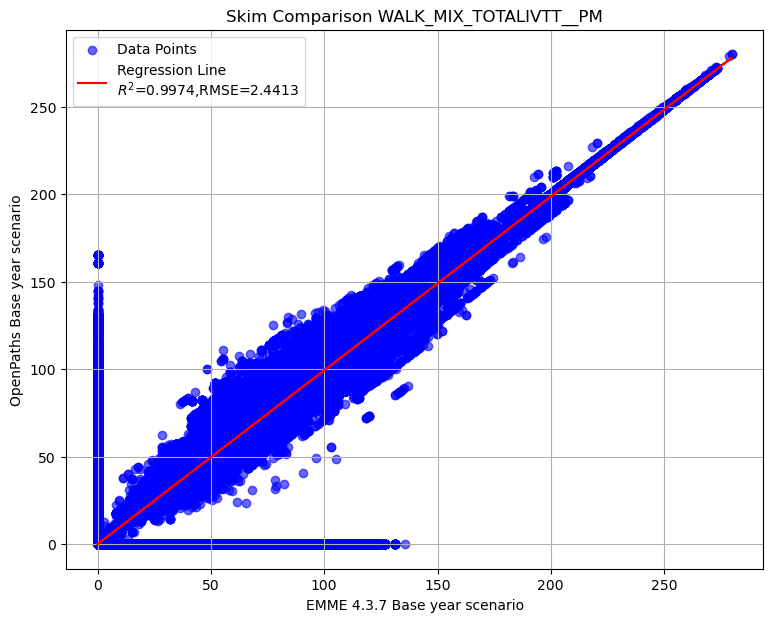 Skim Comparison WALK_MIX_TOTALIVTT__PM
Data Points
Regression Line
R²=0.9974,RMSE=2.4413
OpenPaths Base year scenario
250
200
150
100
50
0
0 50 100 150 200 250
EMME 4.3.7 Base year scenario